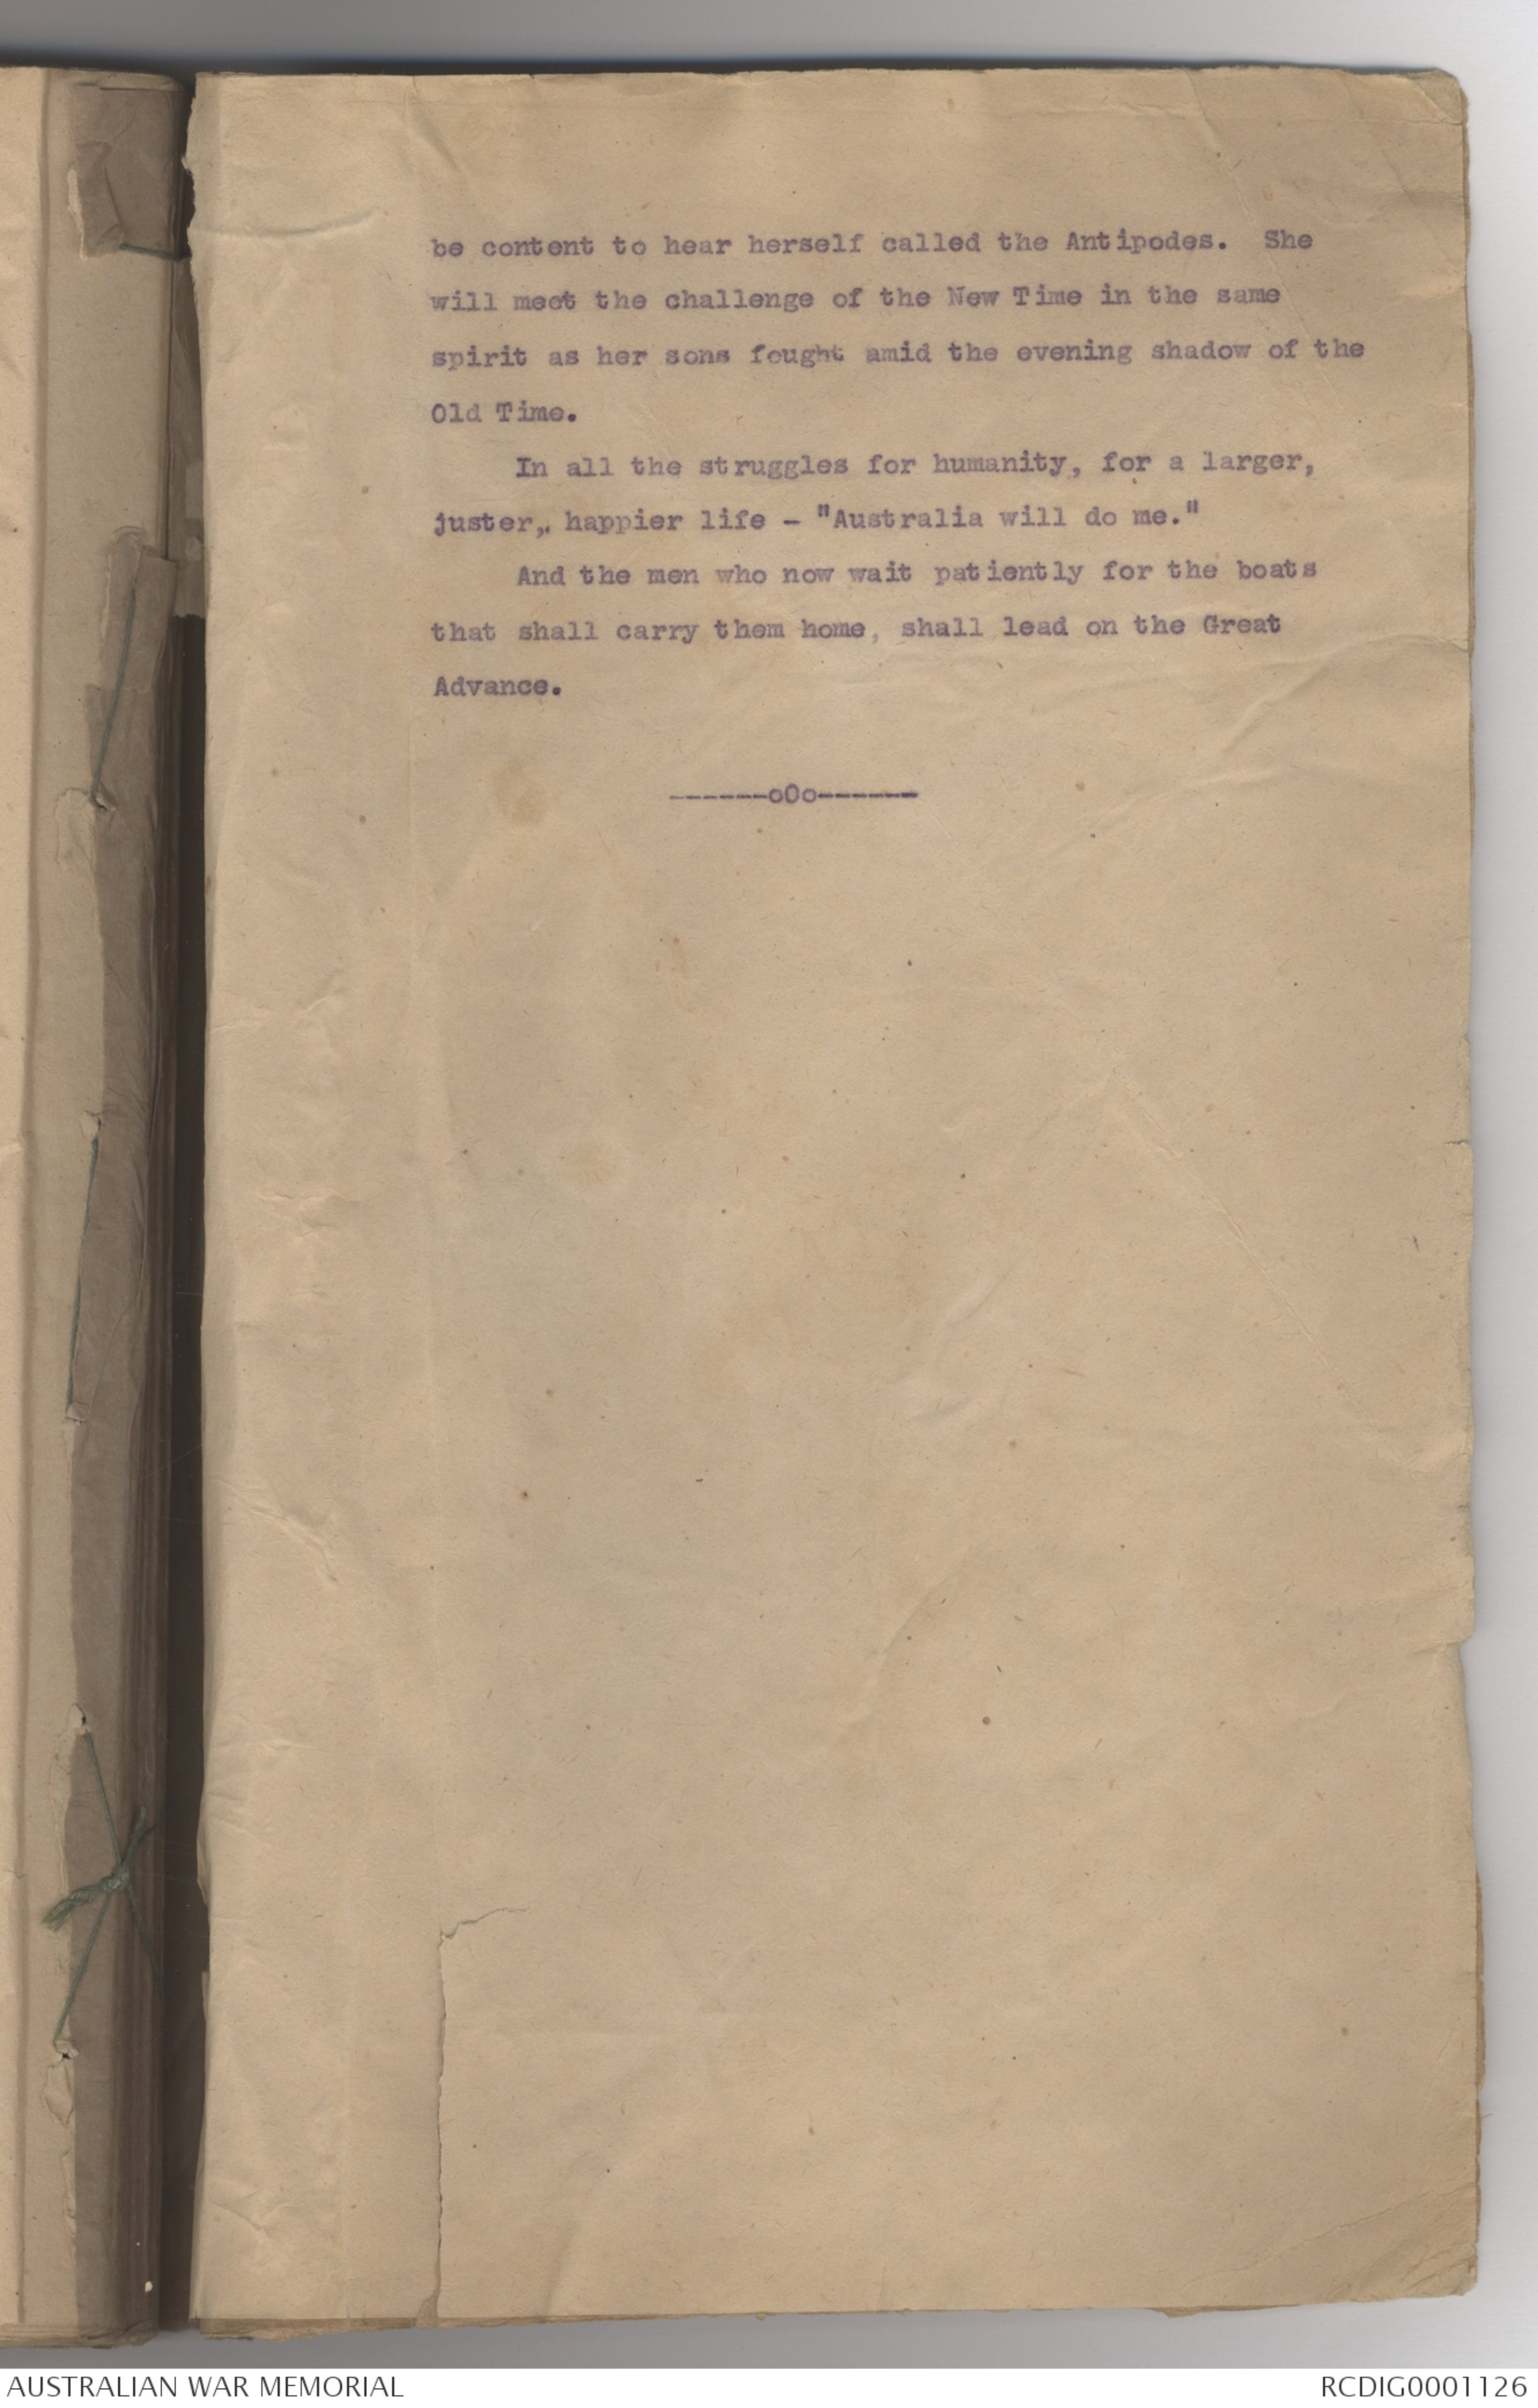 be content to hear herself called the Antipodes.  She
will meet the challenge of the New Time in the same
spirit as her sons fought amid the evening shadow of the
Old Time.
In all the struggles for humanity, for a larger,
juster,. happier life - "Australia will do me."
And the men who now wait patiently for the boats
that shall carry them home, shall lead on the Great
Advance.
------oOo------
AUSTRALIAN WAR MEMORIAL
RCDIG0001126